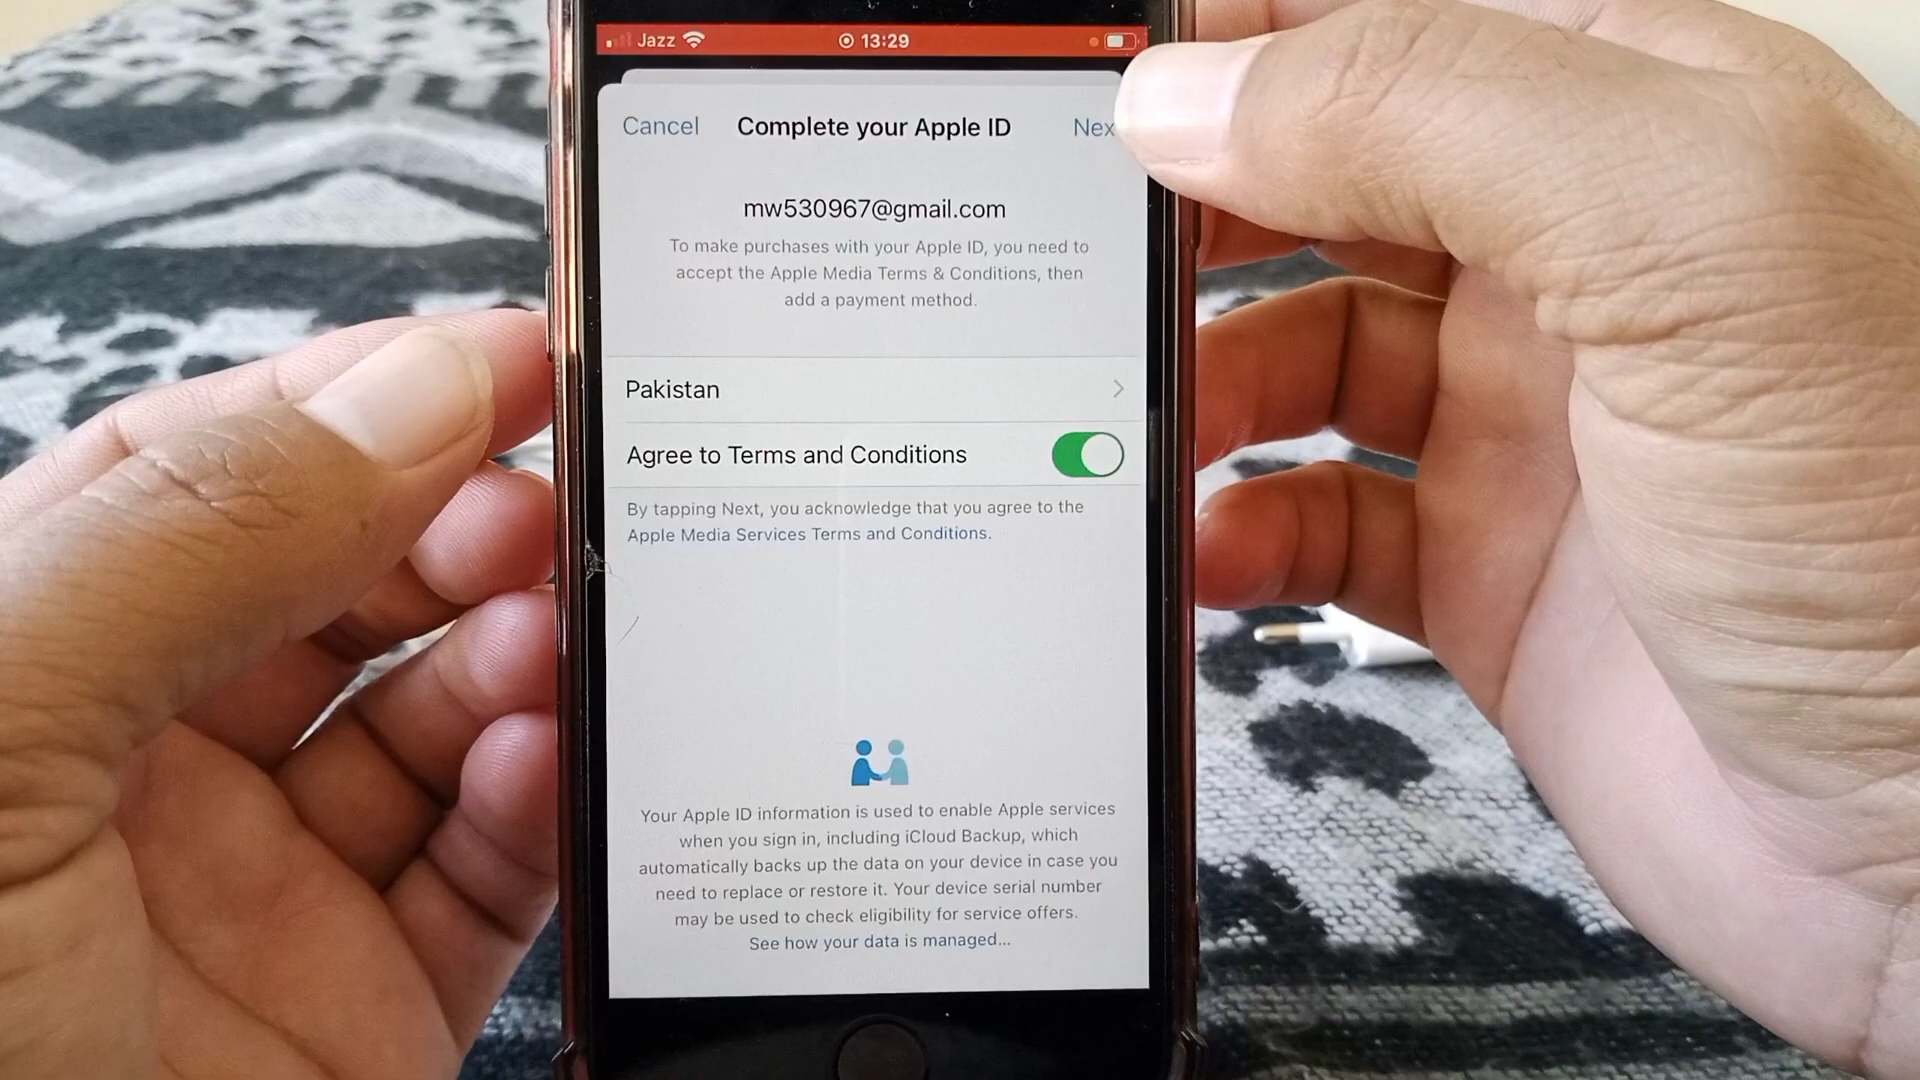 Jazz 13:29
Cancel Complete your Apple ID Nex
mw530967@gmail.com
To make purchases with your Apple ID, you need to
accept the Apple Media Terms & Conditions, then
add a payment method.
Pakistan
Agree to Terms and Conditions
By tapping Next, you acknowledge that you agree to the
Apple Media Services Terms and Conditions.
Your Apple ID information is used to enable Apple services
when you sign in, including iCloud Backup, which
automatically backs up the data on your device in case you
need to replace or restore it. Your device serial number
may be used to check eligibility for service offers.
See how your data is managed...